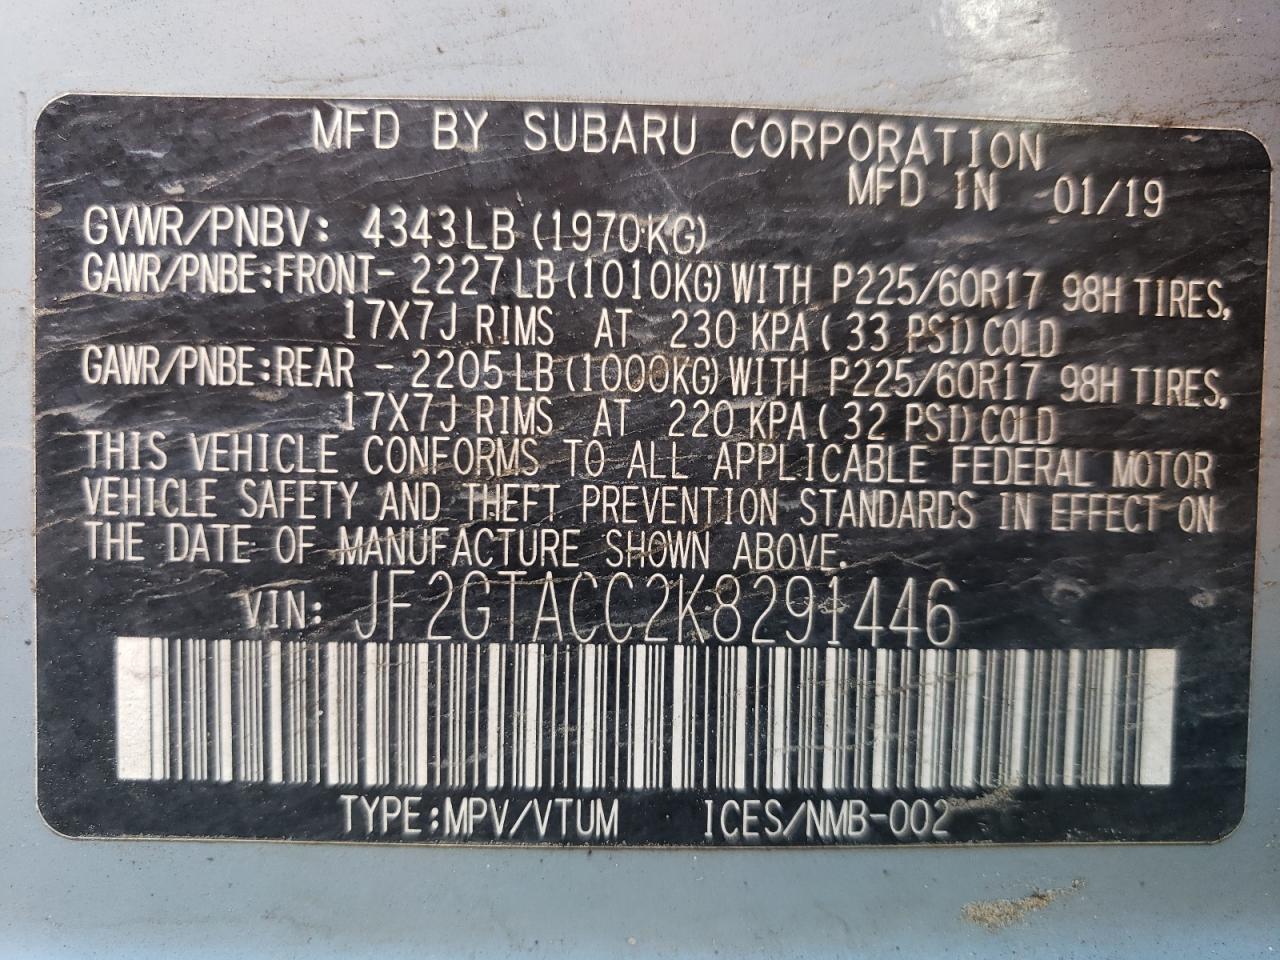 MFD BY SUBARU CORPORATION
MFD IN 01/19
GVWR/PNBV: 4343LB (1970KG)
GAWR/PNBE:FRONT- 2227LB(1010KG)WITH P225/60R17 98H TIRES,
17X7J RIMS AT 230 KPA( 33 PSI)COLD
GAWR/PNBE:REAR - 2205LB(1000KG)WITH P225/60R17 98H TIRES,
17X7J RIMS AT 220 KPA( 32 PSI)COLD
THIS VEHICLE CONFORMS TO ALL APPLICABLE FEDERAL MOTOR
VEHICLE SAFETY AND THEFT PREVENTION STANDARDS IN EFFECT ON
THE DATE OF MANUFACTURE SHOWN ABOVE.
VIN: JF2GTACC2K8291446
TYPE:MPV/VTUM ICES/NMB-002